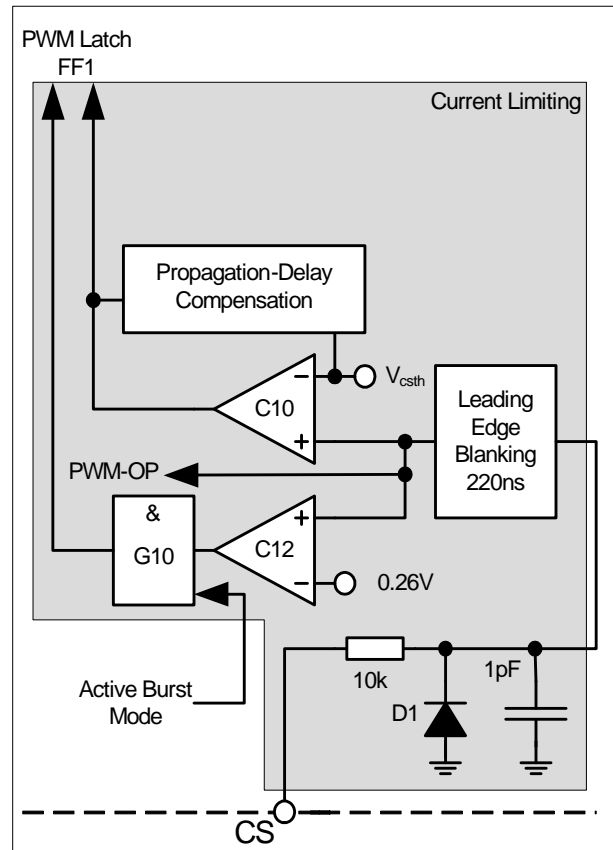 PWM Latch
FF1
Current Limiting
Propagation-Delay
Compensation
Vcsth
C10
Leading
Edge
Blanking
220ns
PWM-OP
&
G10
C12
0.26V
10k
1pF
D1
Active Burst
Mode
CS